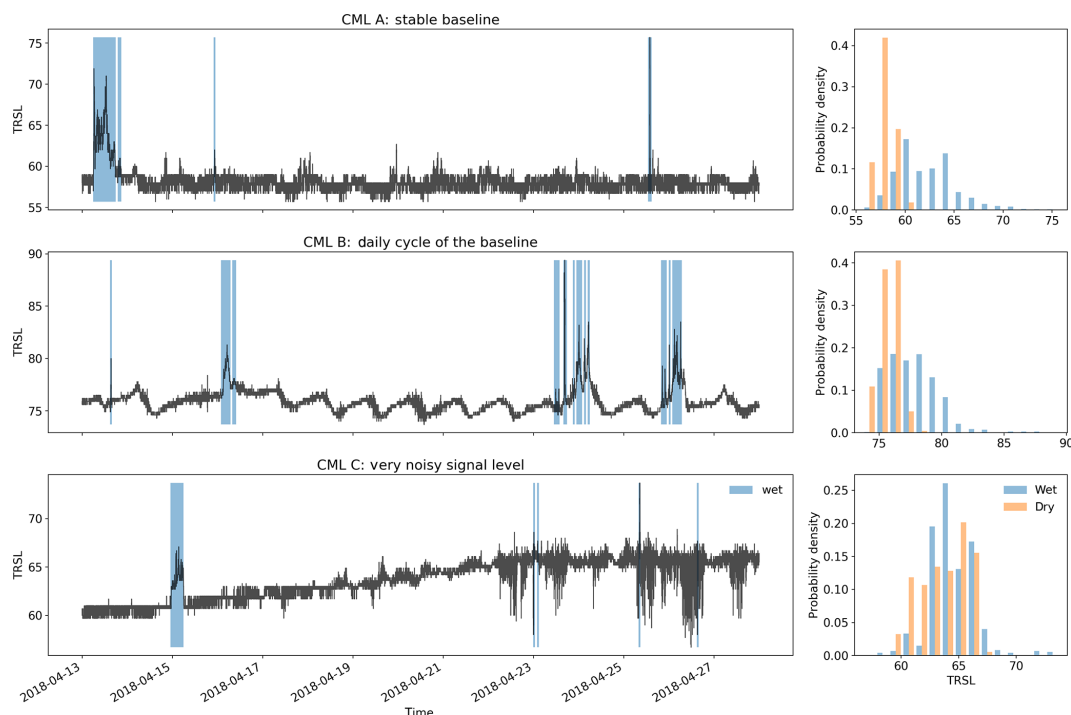 CML A: stable baseline
75
70
65
60
55
TRSL
0.4
0.3
0.2
0.1
0.0
Probability density
55 60 65 70 75
CML B: daily cycle of the baseline
90
85
80
75
TRSL
0.4
0.3
0.2
0.1
0.0
Probability density
75 80 85 90
CML C: very noisy signal level
wet
70
65
60
TRSL
2018-04-13 2018-04-15 2018-04-17 2018-04-19 2018-04-21 2018-04-23 2018-04-25 2018-04-27
Time
Wet
Dry
0.25
0.20
0.15
0.10
0.05
0.00
Probability density
60 65 70
TRSL